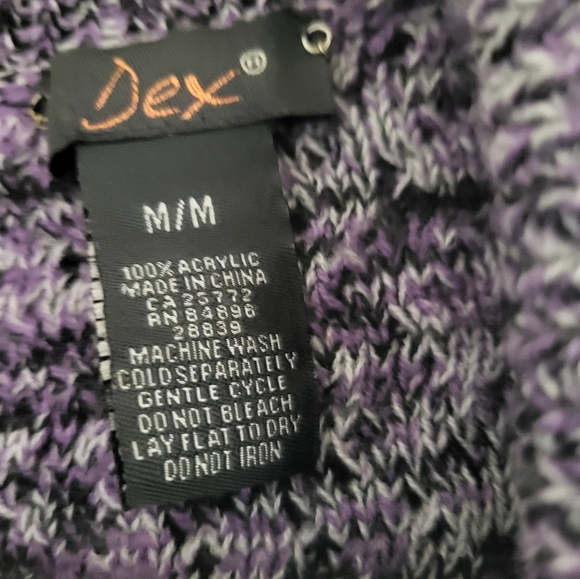 Dex®
M/M
100% ACRYLIC
MADE IN CHINA
CA 25772
RN 84896
28839
MACHINE WASH
COLD SEPARATELY
GENTLE CYCLE
DO NOT BLEACH
LAY FLAT TO DRY
DO NOT IRON